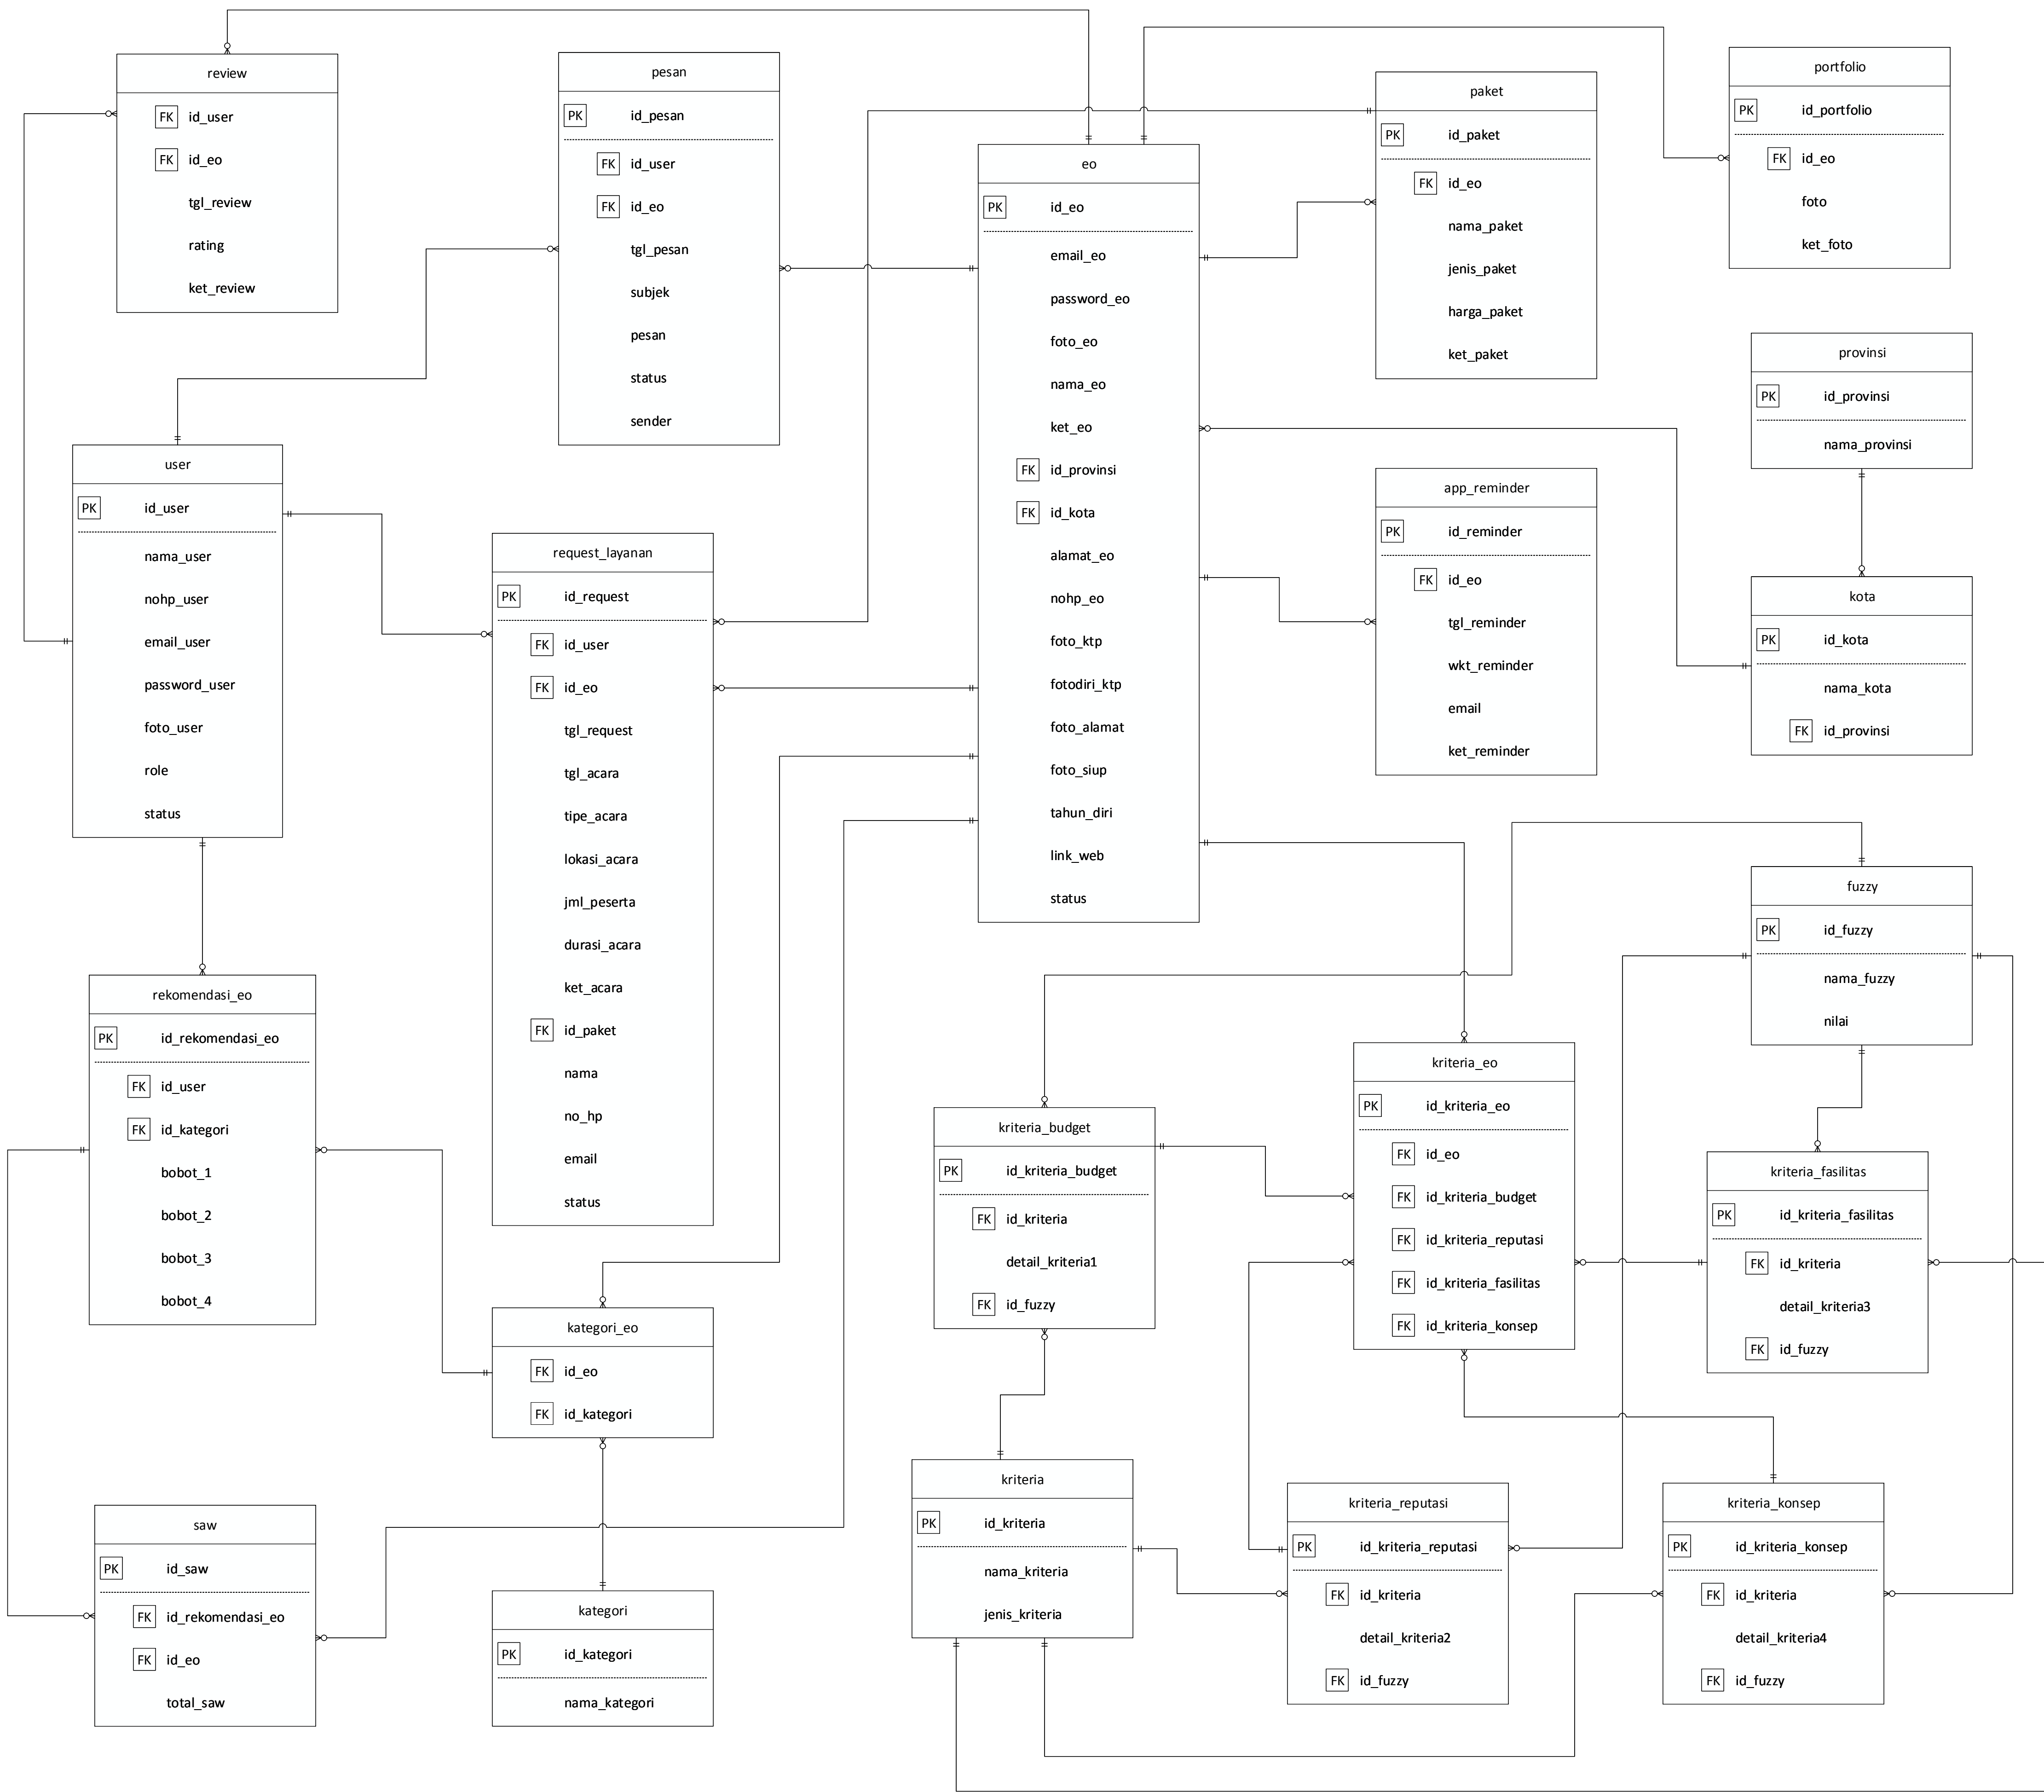 review
FK id_user
FK id_eo
tgl_review
rating
ket_review
pesan
PK id_pesan
FK id_user
FK id_eo
tgl_pesan
subjek
pesan
status
sender
eo
PK id_eo
email_eo
password_eo
foto_eo
nama_eo
ket_eo
FK id_provinsi
FK id_kota
alamat_eo
nohp_eo
foto_ktp
fotodiri_ktp
foto_alamat
foto_siup
tahun_diri
link_web
status
paket
PK id_paket
FK id_eo
nama_paket
jenis_paket
harga_paket
ket_paket
portfolio
PK id_portfolio
FK id_eo
foto
ket_foto
provinsi
PK id_provinsi
nama_provinsi
user
PK id_user
nama_user
nohp_user
email_user
password_user
foto_user
role
status
request_layanan
PK id_request
FK id_user
FK id_eo
tgl_request
tgl_acara
tipe_acara
lokasi_acara
jml_peserta
durasi_acara
ket_acara
FK id_paket
nama
no_hp
email
status
app_reminder
PK id_reminder
FK id_eo
tgl_reminder
wkt_reminder
email
ket_reminder
kota
PK id_kota
nama_kota
FK id_provinsi
fuzzy
PK id_fuzzy
nama_fuzzy
nilai
rekomendasi_eo
PK id_rekomendasi_eo
FK id_user
FK id_kategori
bobot_1
bobot_2
bobot_3
bobot_4
kriteria_budget
PK id_kriteria_budget
FK id_kriteria
detail_kriteria1
FK id_fuzzy
kriteria_eo
PK id_kriteria_eo
FK id_eo
FK id_kriteria_budget
FK id_kriteria_reputasi
FK id_kriteria_fasilitas
FK id_kriteria_konsep
kriteria_fasilitas
PK id_kriteria_fasilitas
FK id_kriteria
detail_kriteria3
FK id_fuzzy
kategori_eo
FK id_eo
FK id_kategori
saw
PK id_saw
FK id_rekomendasi_eo
FK id_eo
total_saw
kategori
PK id_kategori
nama_kategori
kriteria
PK id_kriteria
nama_kriteria
jenis_kriteria
kriteria_reputasi
PK id_kriteria_reputasi
FK id_kriteria
detail_kriteria2
FK id_fuzzy
kriteria_konsep
PK id_kriteria_konsep
FK id_kriteria
detail_kriteria4
FK id_fuzzy